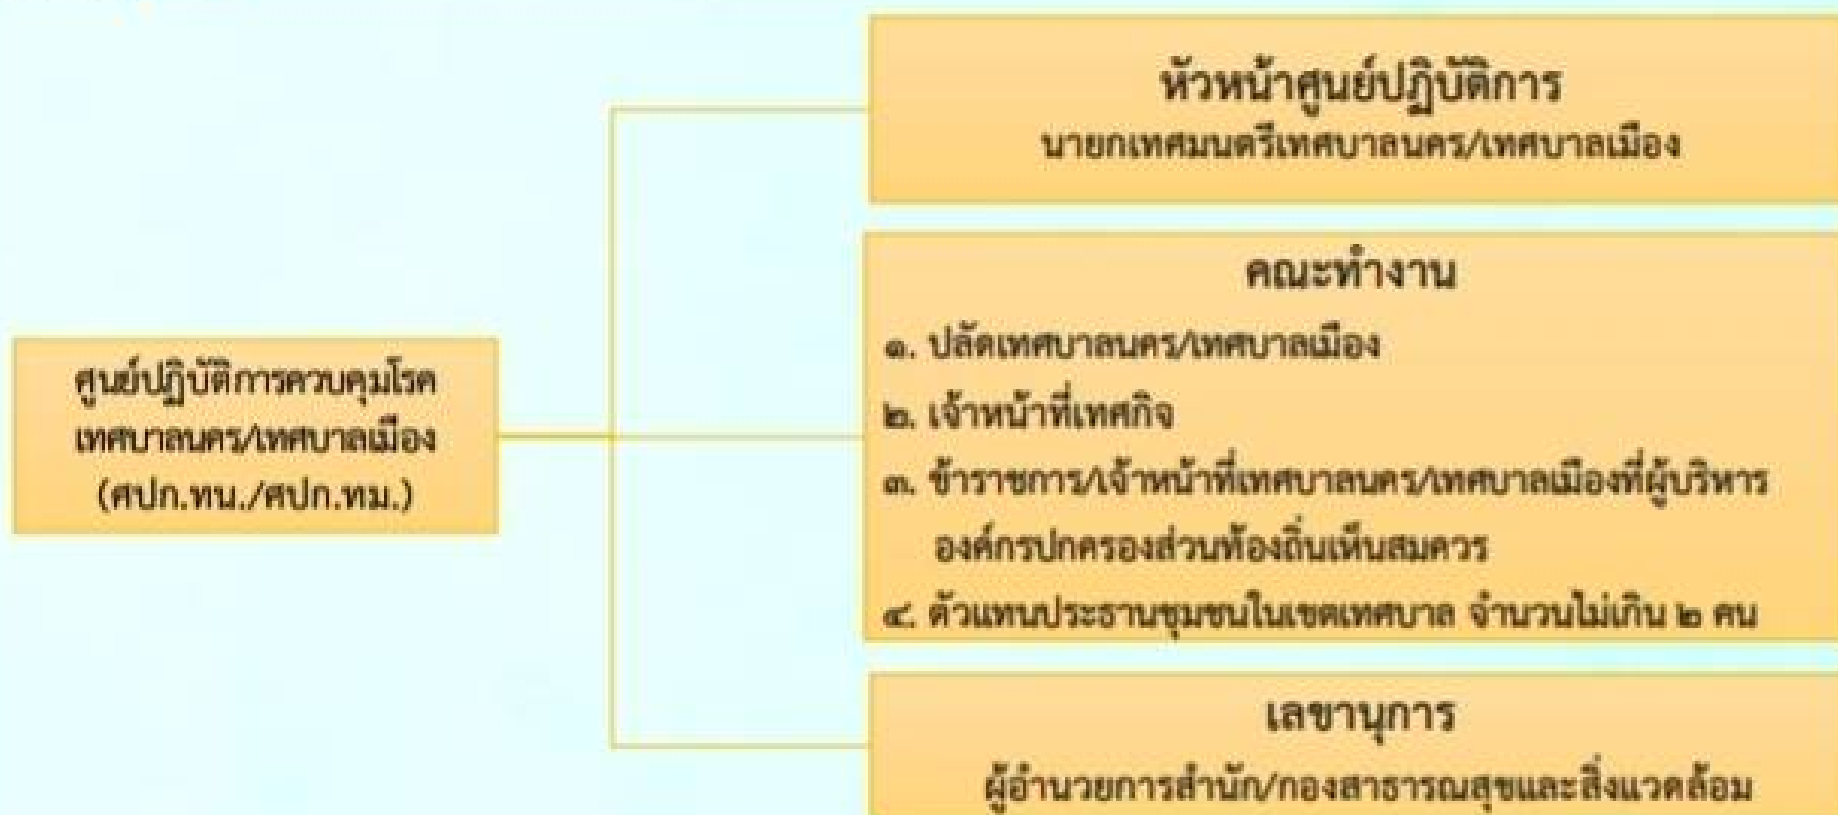 หัวหน้าศูนย์ปฏิบัติการ
นายกเทศมนตรีเทศบาลนคร/เทศบาลเมือง
คณะทำงาน
๑. ปลัดเทศบาลนคร/เทศบาลเมือง
๒. เจ้าหน้าที่เทศกิจ
๓. ข้าราชการ/เจ้าหน้าที่เทศบาลนคร/เทศบาลเมืองที่ผู้บริหาร
องค์กรปกครองส่วนท้องถิ่นเห็นสมควร
๔. ตัวแทนประธานชุมชนในเขตเทศบาล จำนวนไม่เกิน ๒ คน
ศูนย์ปฏิบัติการควบคุมโรค
เทศบาลนคร/เทศบาลเมือง
(ศปก.ทน./ศปก.ทม.)
เลขานุการ
ผู้อำนวยการสำนัก/กองสาธารณสุขและสิ่งแวดล้อม